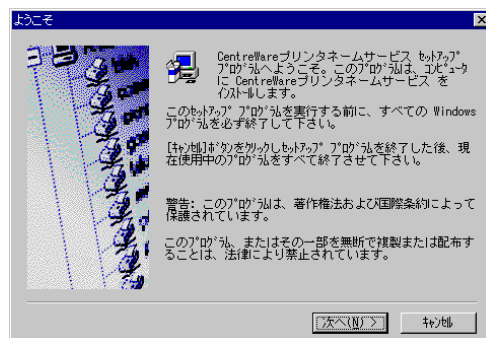 ようこそ
CentreWareプリンタネームサービス ｾｯﾄｱｯﾌﾟ
ﾌﾟﾛｸﾞﾗﾑへようこそ。このﾌﾟﾛｸﾞﾗﾑは、ｺﾝﾋﾟｭｰﾀ
に CentreWareプリンタネームサービス を
ｲﾝｽﾄｰﾙします。
このｾｯﾄｱｯﾌﾟ ﾌﾟﾛｸﾞﾗﾑを実行する前に、すべての Windows
ﾌﾟﾛｸﾞﾗﾑを必ず終了して下さい。
[ｷｬﾝｾﾙ]ﾎﾞﾀﾝをｸﾘｯｸしｾｯﾄｱｯﾌﾟ ﾌﾟﾛｸﾞﾗﾑを終了した後、現
在使用中のﾌﾟﾛｸﾞﾗﾑをすべて終了させて下さい。
警告: このﾌﾟﾛｸﾞﾗﾑは、著作権法および国際条約によって
保護されています。
このﾌﾟﾛｸﾞﾗﾑ、またはその一部を無断で複製または配布す
ることは、法律により禁止されています。
次へ(N) >
ｷｬﾝｾﾙ